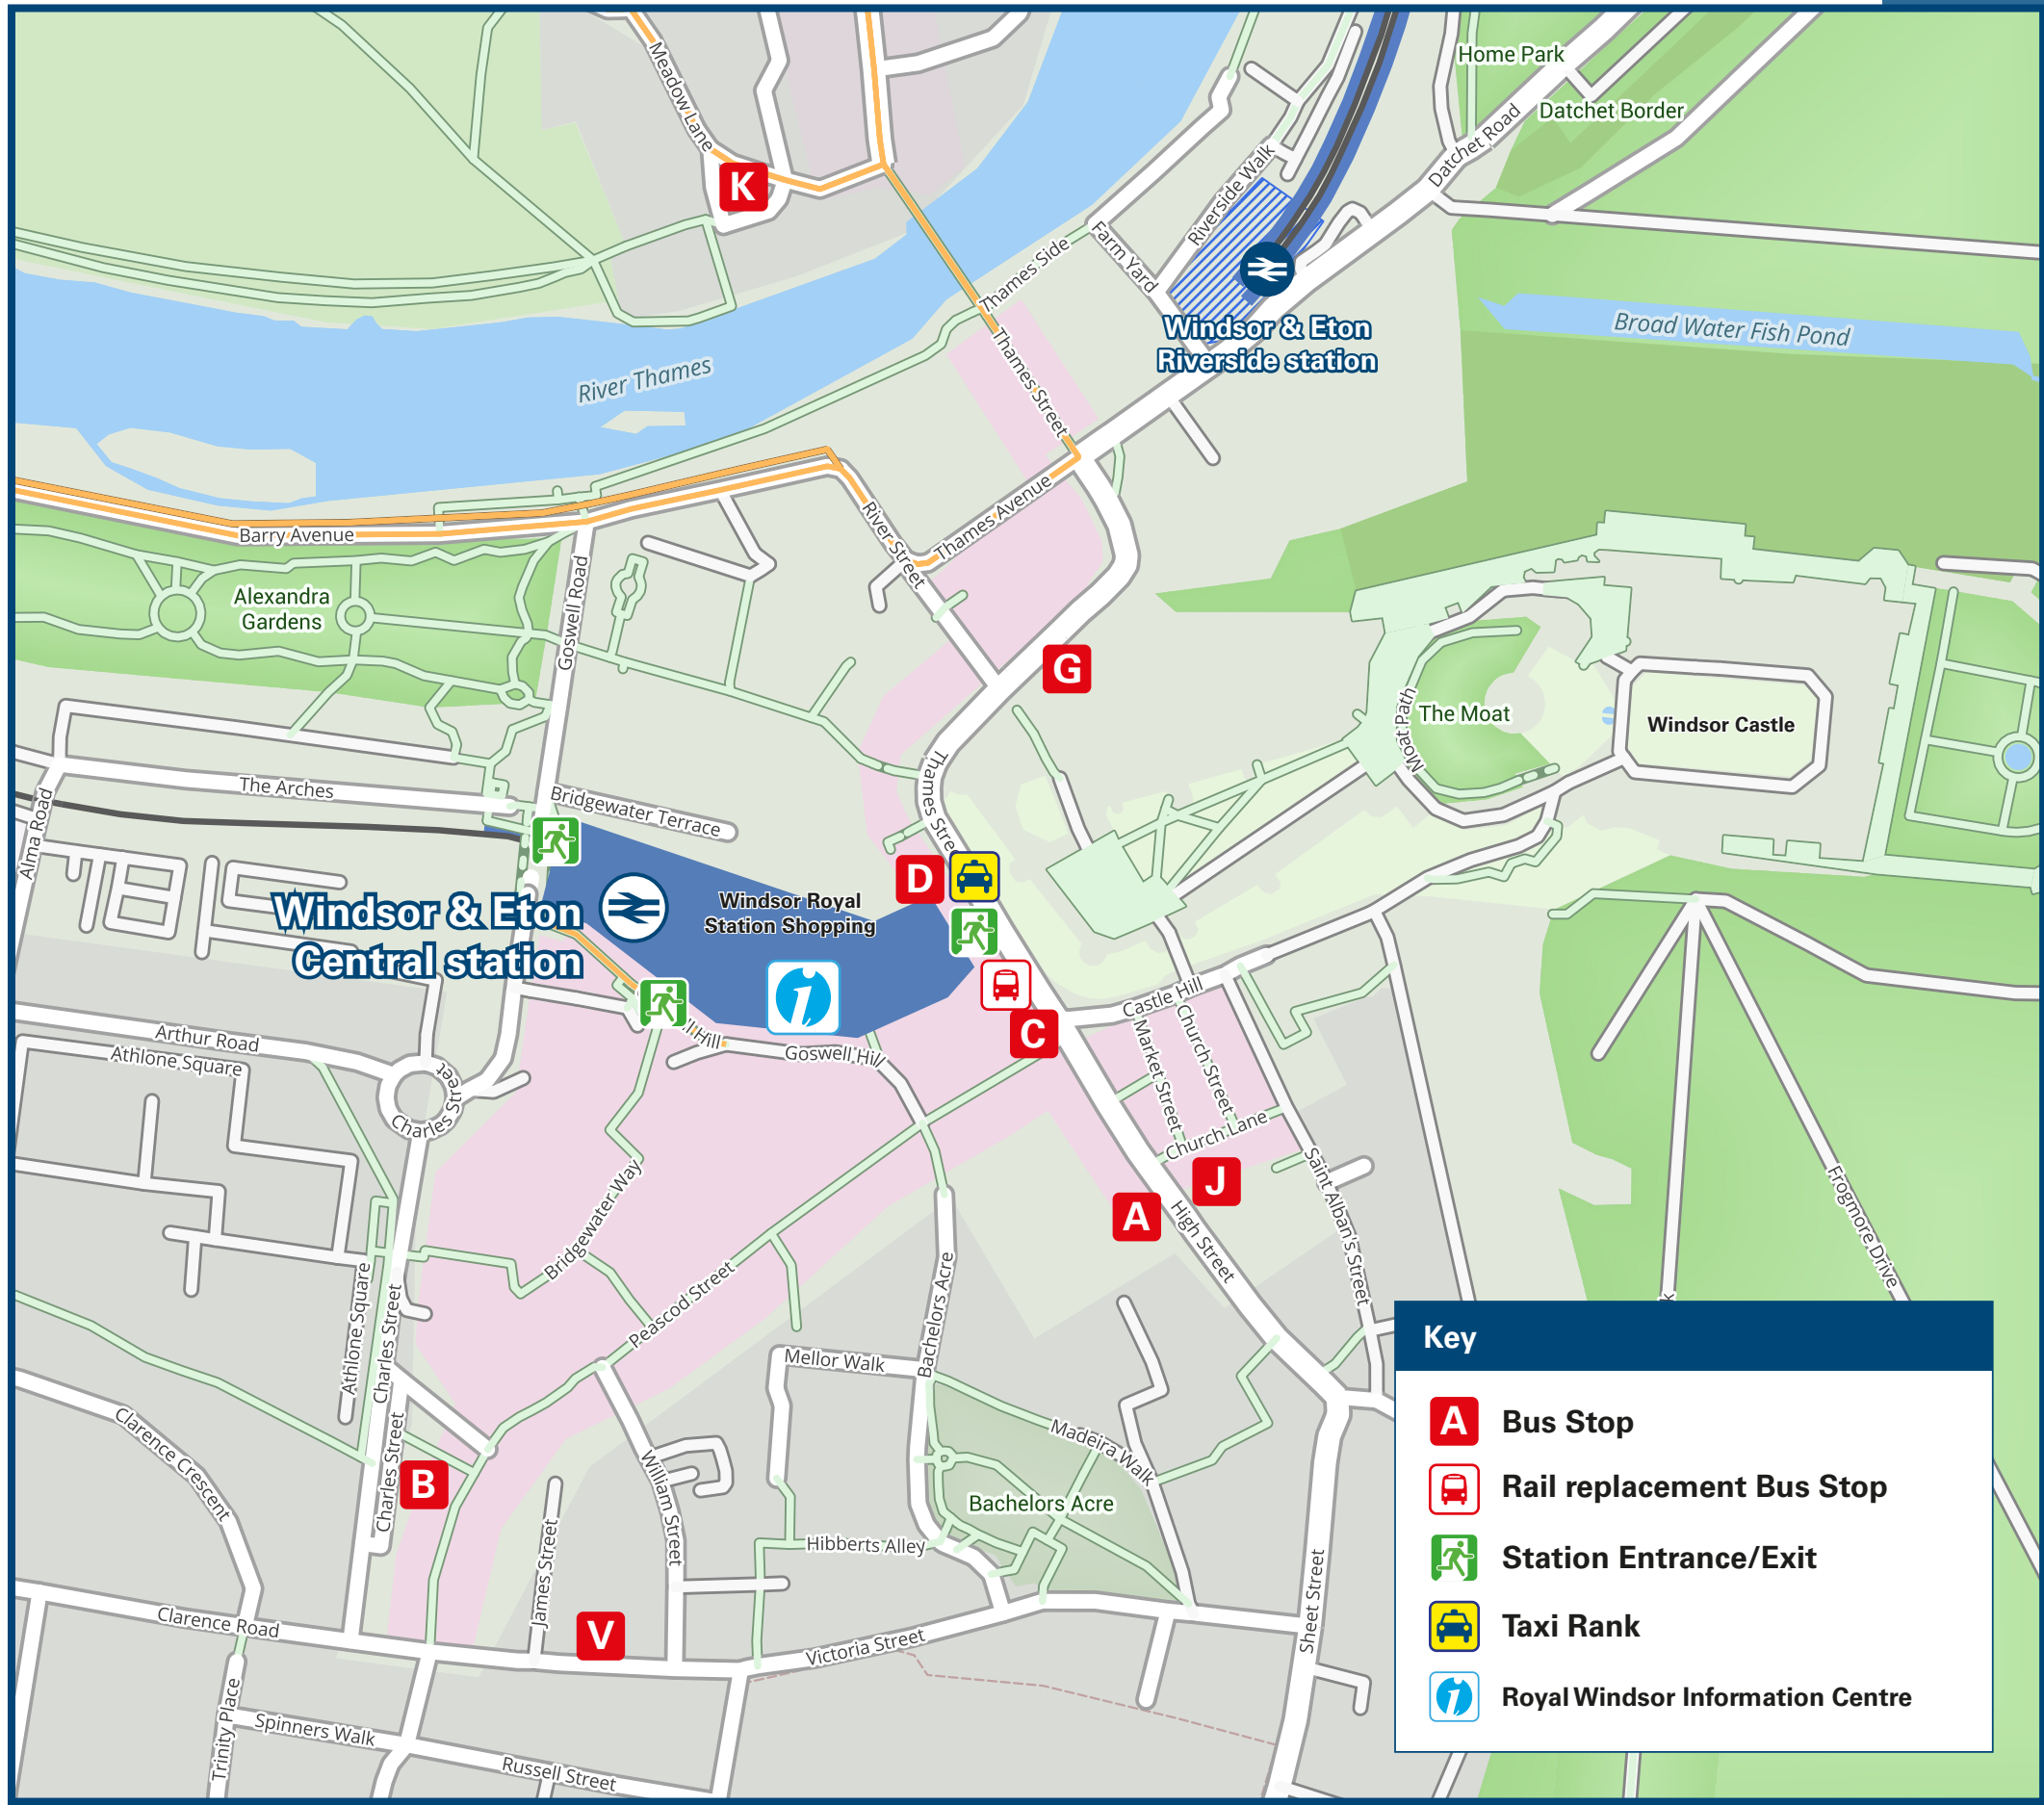 Home Park
Datchet Border
Meadow Lane
Datchet Road
K
Riverside Walk
Farm Yard
Thames Side
Windsor & Eton
Riverside station
Broad Water Fish Pond
River Thames
Thames Street
Thames Avenue
River Street
Barry Avenue
Alexandra
Gardens
Goswell Road
G
Moat Path
The Moat
Windsor Castle
The Arches
Bridgewater Terrace
Alma Road
Thames Stree
D
Windsor Royal
Station Shopping
Windsor & Eton
Central station
C
Castle Hill
Church Street
Market Street
Church Lane
Arthur Road
Athlone Square
Charles Street
Hill
Goswell Hill
J
A
High Street
Saint Alban's Street
Frogmore Drive
k
Bridgewater Way
Peascod Street
Bachelors Acre
Athlone Square
Charles Street
Mellor Walk
Madeira Walk
Clarence Crescent
Charles Street
B
William Street
Bachelors Acre
Hibberts Alley
James Street
Sheet Street
Clarence Road
V
Victoria Street
Trinity Place
Spinners Walk
Russell Street
Key
A
Bus Stop
Rail replacement Bus Stop
Station Entrance/Exit
Taxi Rank
Royal Windsor Information Centre